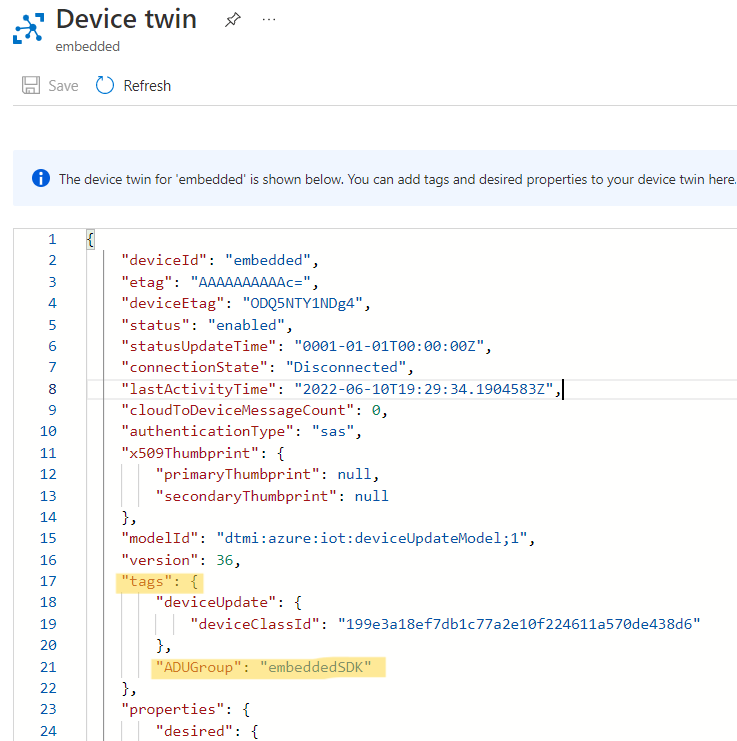 Device twin
embedded
Save Refresh
The device twin for 'embedded' is shown below. You can add tags and desired properties to your device twin here.
1 {
2 "deviceId": "embedded",
3 "etag": "AAAAAAAAAAc=",
4 "deviceEtag": "ODQ5NTY1NDg4",
5 "status": "enabled",
6 "statusUpdateTime": "0001-01-01T00:00:00Z",
7 "connectionState": "Disconnected",
8 "lastActivityTime": "2022-06-10T19:29:34.1904583Z",
9 "cloudToDeviceMessageCount": 0,
10 "authenticationType": "sas",
11 "x509Thumbprint": {
12 "primaryThumbprint": null,
13 "secondaryThumbprint": null
14 },
15 "modelId": "dtmi:azure:iot:deviceUpdateModel;1",
16 "version": 36,
17 "tags": {
18 "deviceUpdate": {
19 "deviceClassId": "199e3a18ef7db1c77a2e10f224611a570de438d6"
20 },
21 "ADUGroup": "embeddedSDK"
22 },
23 "properties": {
24 "desired": {